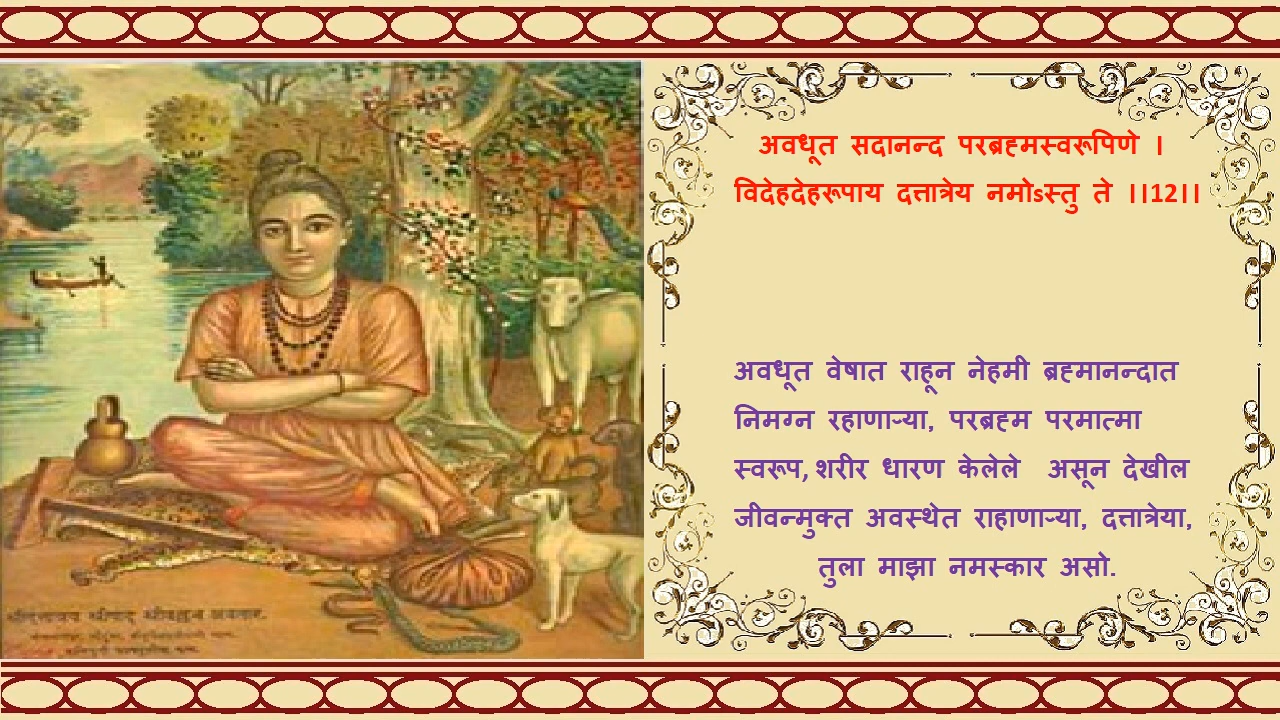 अवधूत सदानन्द परब्रह्मस्वरूपिणे ।
विदेहदेहरूपाय दत्तात्रेय नमोsस्तु ते ।।12।।
अवधूत वेषात राहून नेहमी ब्रह्मानन्दात
निमग्न रहाणाऱ्या, परब्रह्म परमात्मा
स्वरूप, शरीर धारण केलेले असून देखील
जीवन्मुक्त अवस्थेत राहाणाऱ्या, दत्तात्रेया,
तुला माझा नमस्कार असो.